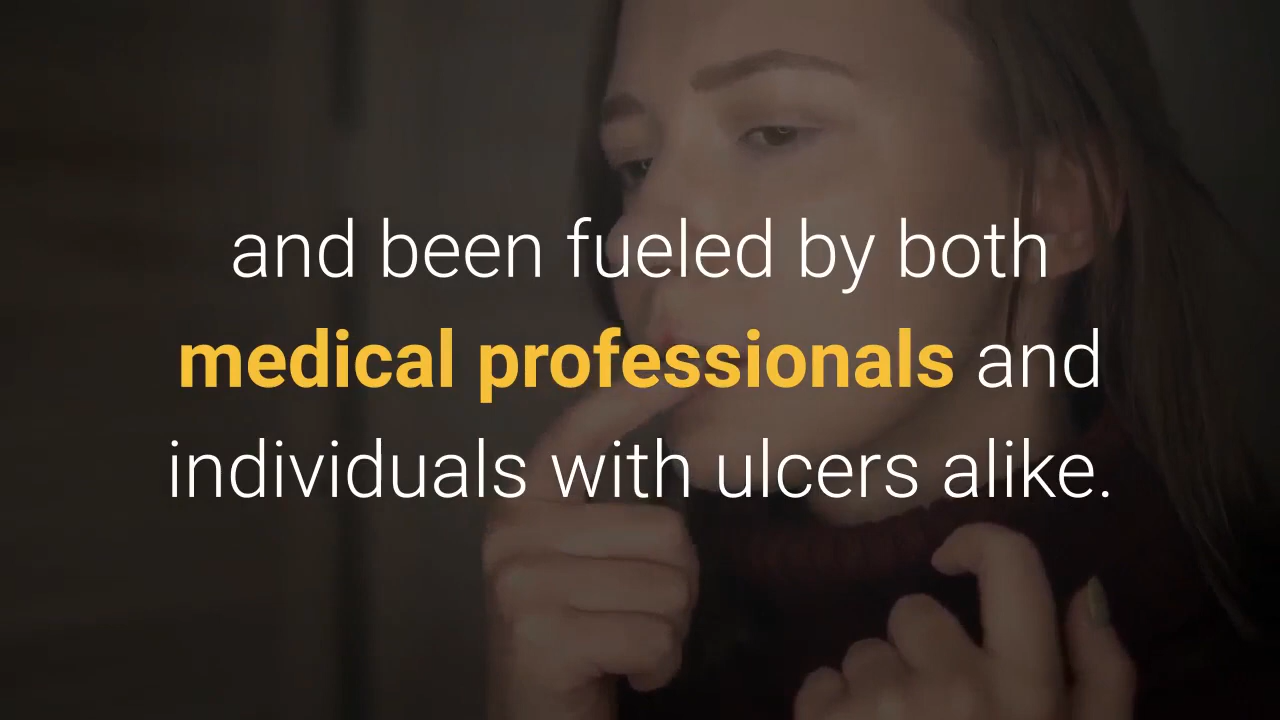 and been fueled by both
medical professionals and
individuals with ulcers alike.